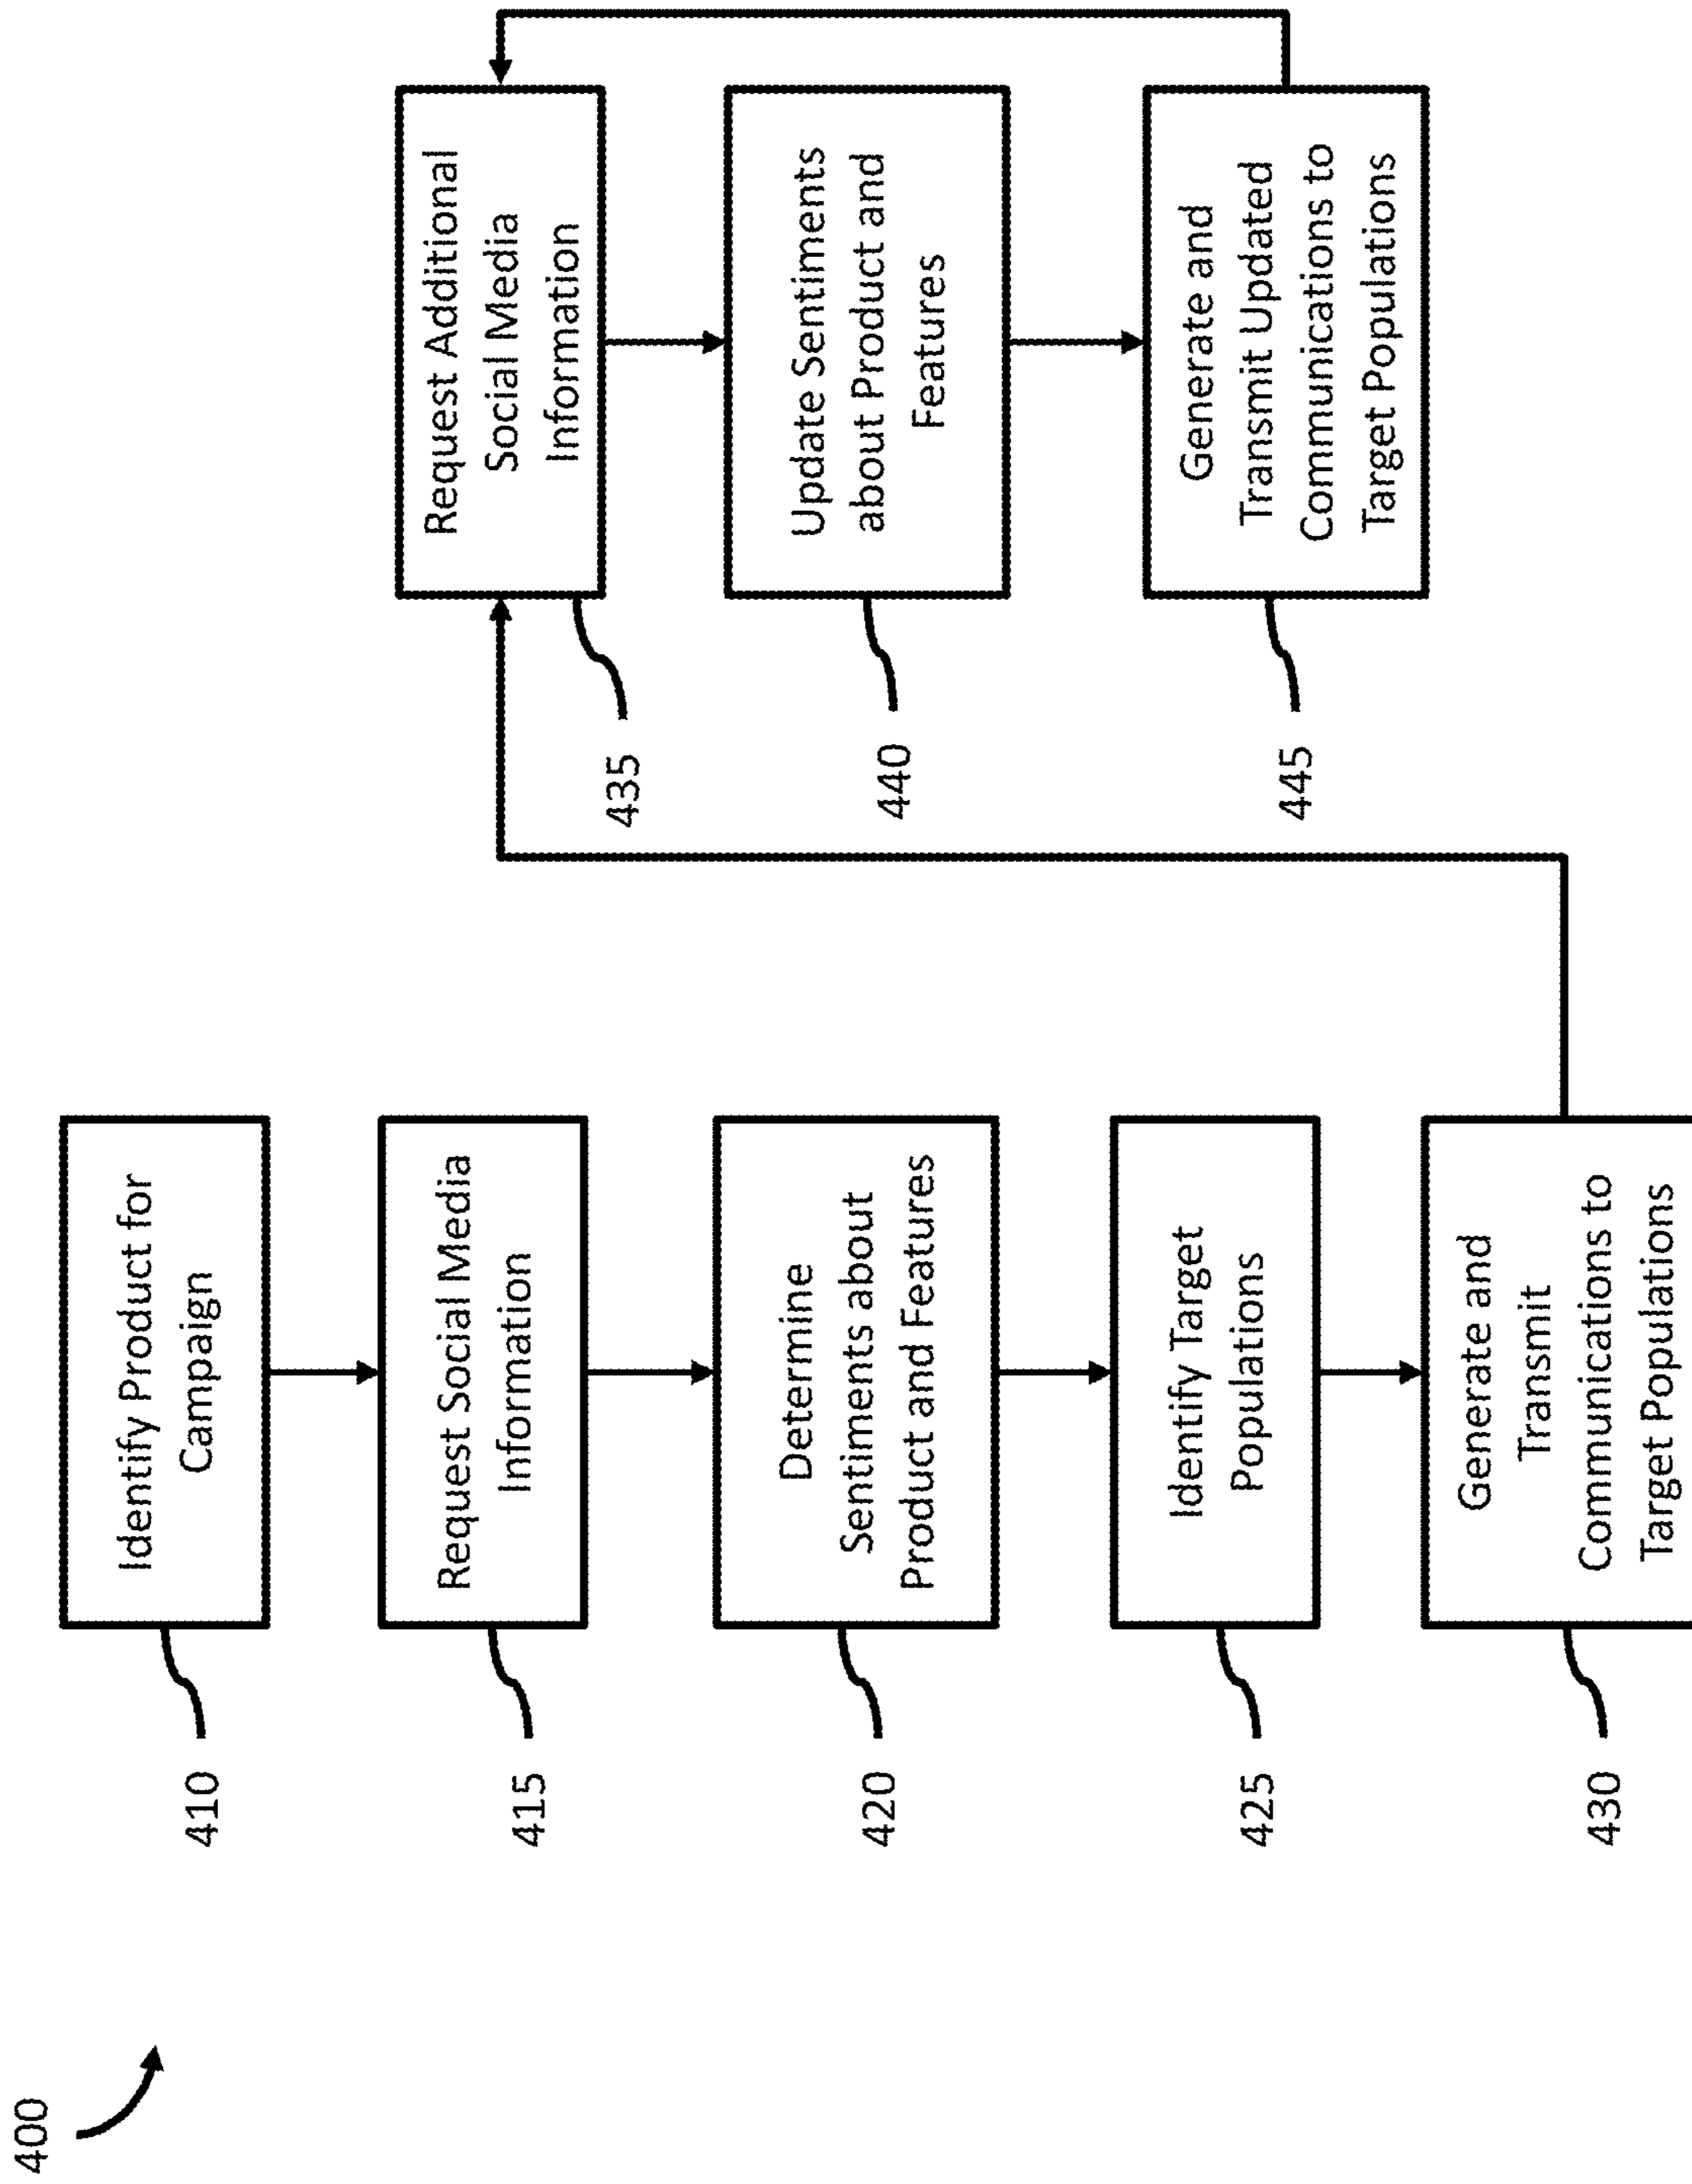 400
410
Identify Product for
Campaign
415
Request Social Media
Information
420
Determine
Sentiments about
Product and Features
425
Identify Target
Populations
430
Generate and
Transmit
Communications to
Target Populations
435
Request Additional
Social Media
Information
440
Update Sentiments
about Product and
Features
445
Generate and
Transmit Updated
Communications to
Target Populations